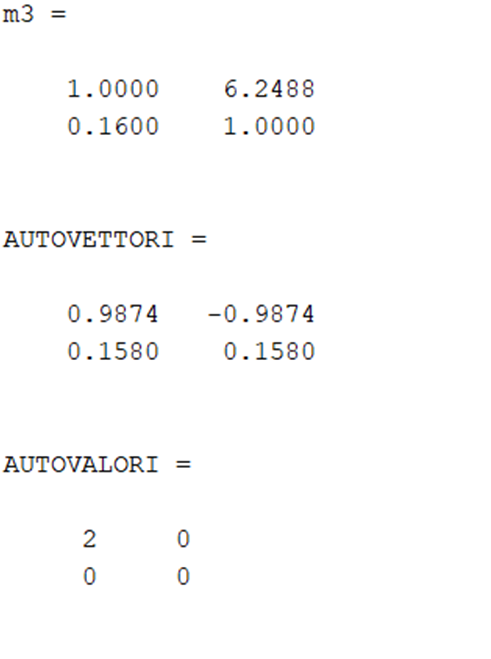 m3 =
1.0000 6.2488
0.1600 1.0000
AUTOVETTORI =
0.9874 -0.9874
0.1580 0.1580
AUTOVALORI =
2 0
0 0